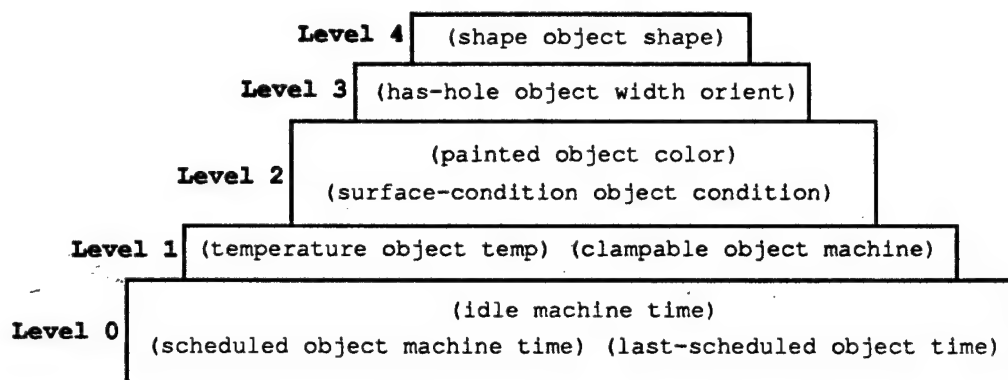 Level 4 (shape object shape)
Level 3 (has-hole object width orient)
(painted object color)
Level 2
(surface-condition object condition)
Level 1 (temperature object temp) (clampable object machine)
(idle machine time)
Level 0
(scheduled object machine time) (last-scheduled object time)